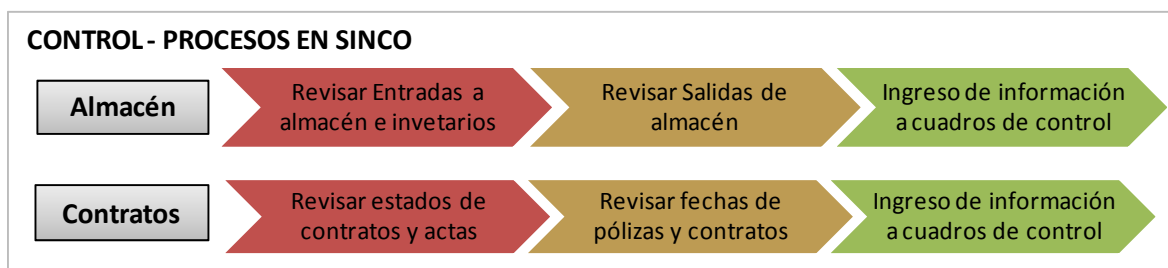 CONTROL - PROCESOS EN SINCO
Almacén
Revisar Entradas a
almacén e invetarios
Revisar Salidas de
almacén
Ingreso de información
a cuadros de control
Contratos
Revisar estados de
contratos y actas
Revisar fechas de
pólizas y contratos
Ingreso de información
a cuadros de control